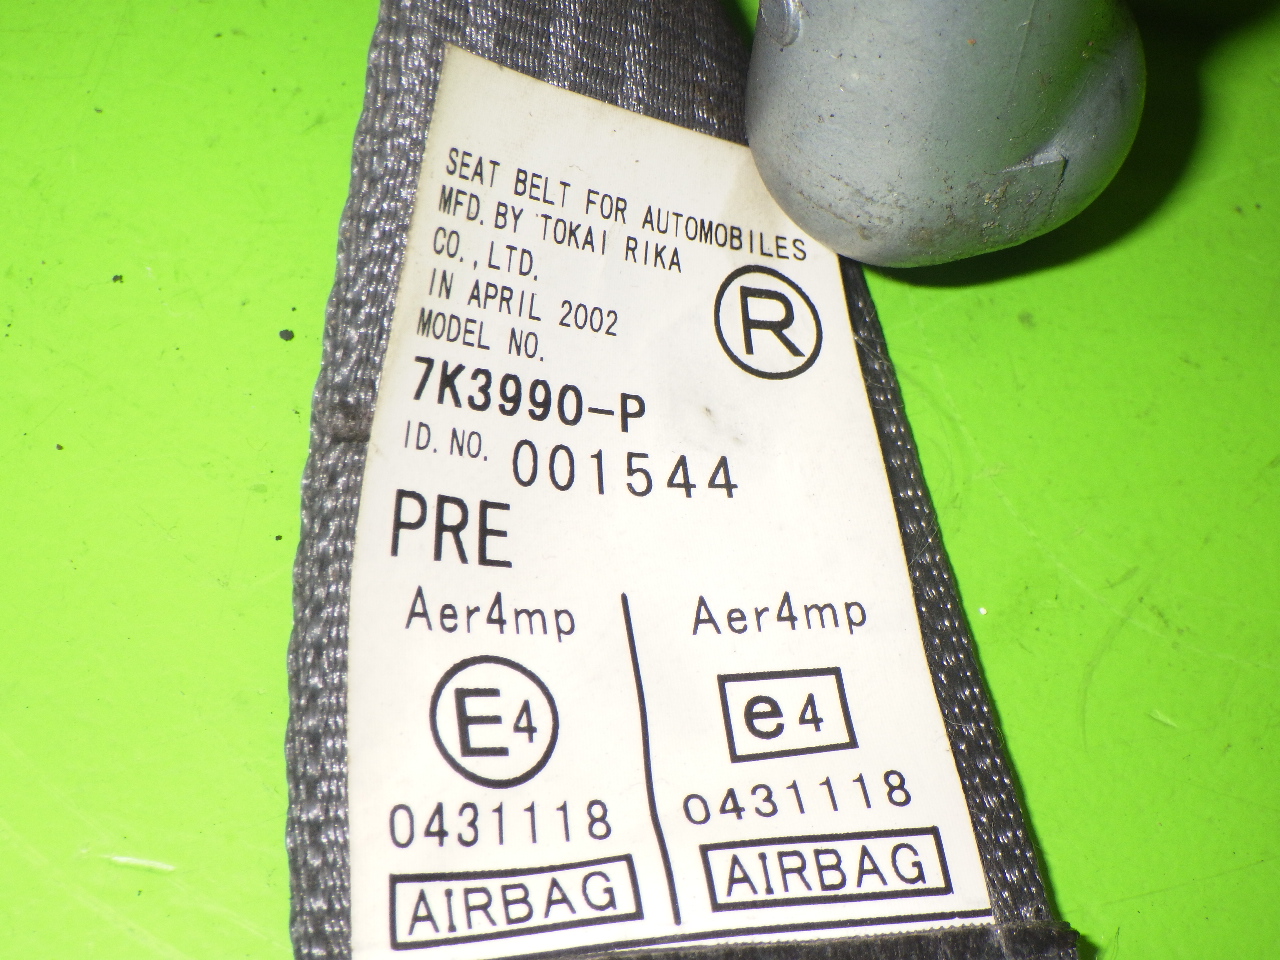 SEAT BELT FOR AUTOMOBILES
MFD. BY TOKAI RIKA
CO., LTD.
IN APRIL 2002
MODEL NO.
7K3990-P
R
ID. NO. 001544
PRE
Aer4mp
E4
0431118
AIRBAG
Aer4mp
e4
0431118
AIRBAG